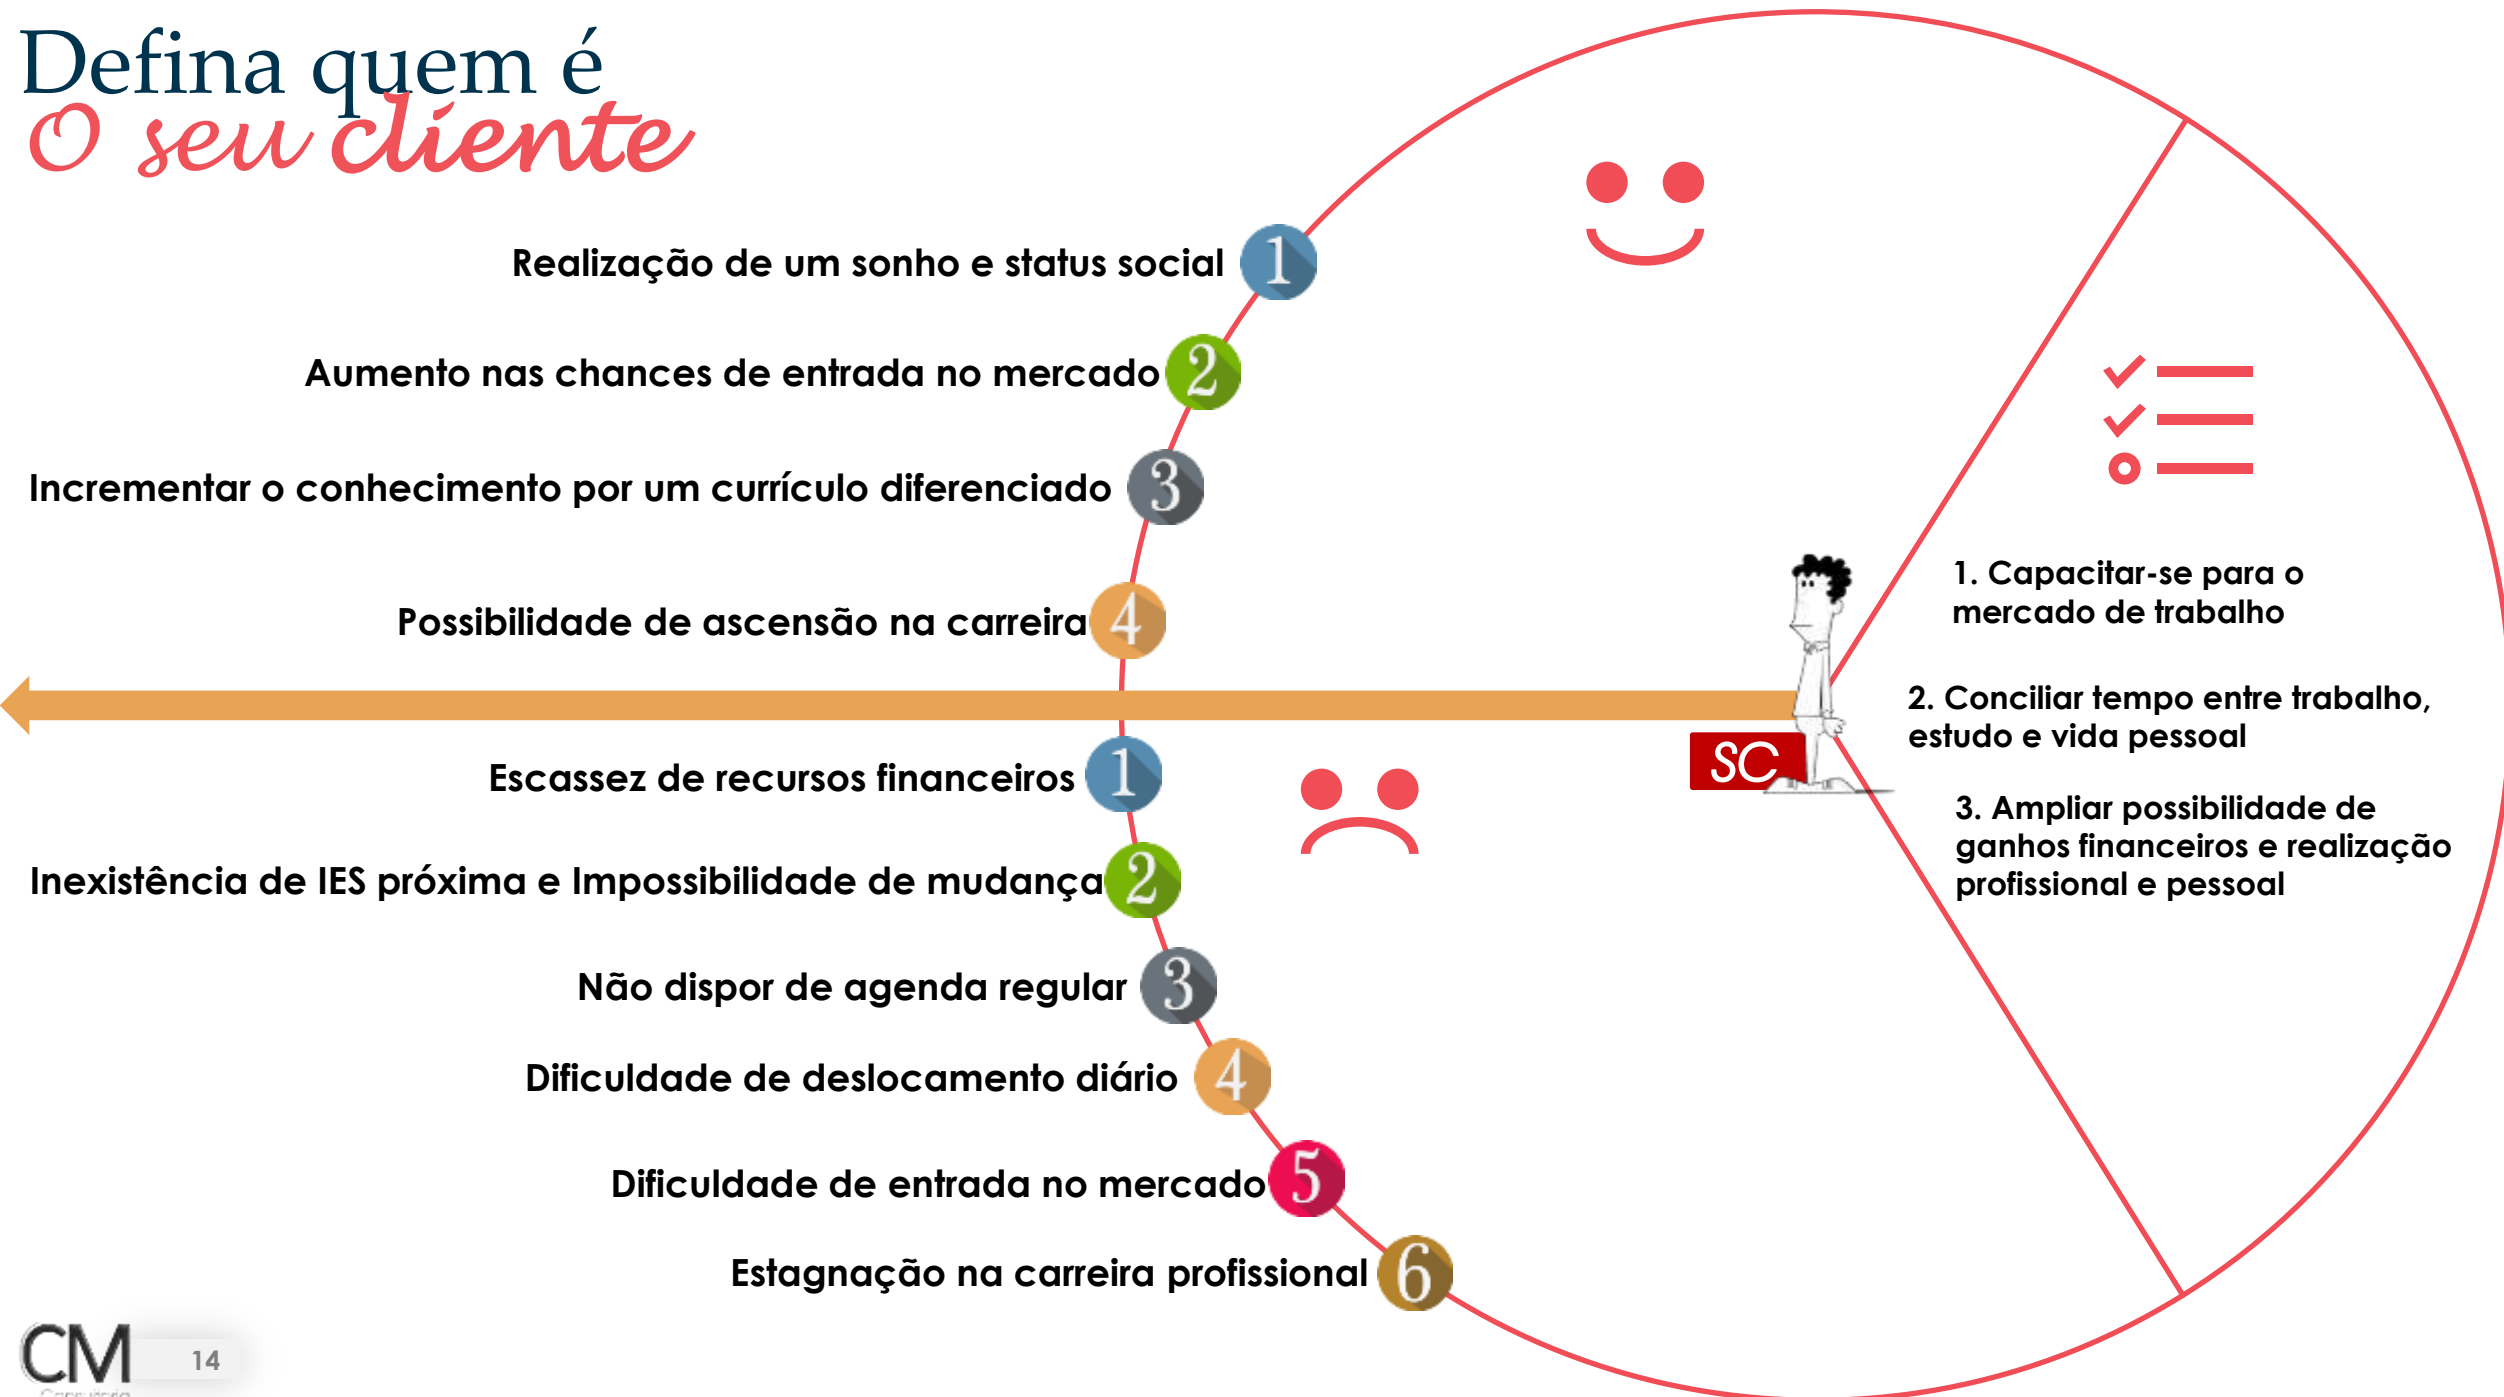 Defina quem é
O seu cliente
Realização de um sonho e status social 1
Aumento nas chances de entrada no mercado 2
Incrementar o conhecimento por um currículo diferenciado 3
Possibilidade de ascensão na carreira 4
Escassez de recursos financeiros 1
Inexistência de IES próxima e Impossibilidade de mudança 2
Não dispor de agenda regular 3
Dificuldade de deslocamento diário 4
Dificuldade de entrada no mercado 5
Estagnação na carreira profissional 6
SC
1. Capacitar-se para o
mercado de trabalho
2. Conciliar tempo entre trabalho,
estudo e vida pessoal
3. Ampliar possibilidade de
ganhos financeiros e realização
profissional e pessoal
CM
14